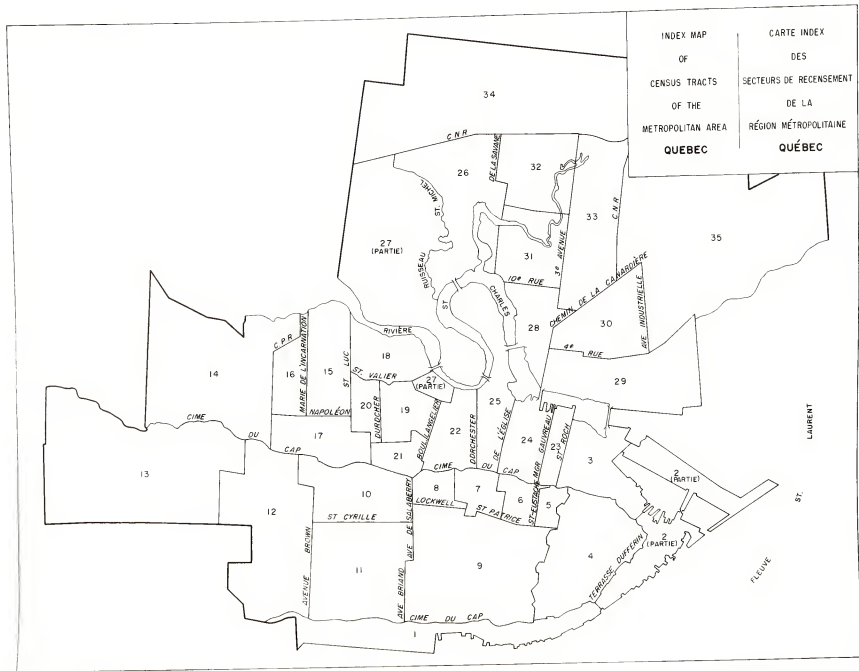 INDEX MAP
OF
CENSUS TRACTS
OF THE
METROPOLITAN AREA
QUEBEC
CARTE INDEX
DES
SECTEURS DE RECENSEMENT
DE LA
RÉGION MÉTROPOLITAINE
QUÉBEC
34
C N R
DE LA SAVANE
32
26
ST. MICHEL
RUISSEAU
27
(PARTIE)
33
C N R
35
31
3e AVENUE
10e RUE
CHEMIN DE LA CANARDIÈRE
ST
CHARLES
RIVIÈRE
28
30
AVE INDUSTRIELLE
4e
RUE
29
14
C P R
16
MARIE DE L'INCARNATION
15
ST LUC
18
ST. VALIER
27
(PARTIE)
NAPOLÉON
20
DUROCHER
19
BOUL LANGELIER
25
CIME
DU
CAP
17
21
22
DORCHESTER
DE L'ÉGLISE
24
MGR GAUVREAU
23
ST ROCH
3
2
(PARTIE)
LAURENT
ST.
FLEUVE
13
12
10
CIME
DU
CAP
8
7
6
5
ST-EUSTACHE
LOCKWELL
ST PATRICE
AVE DE SALABERRY
ST CYRILLE
2
(PARTIE)
AVENUE BROWN
11
AVE BRIAND
9
4
TERRASSE DUFFERIN
CIME DU CAP
1